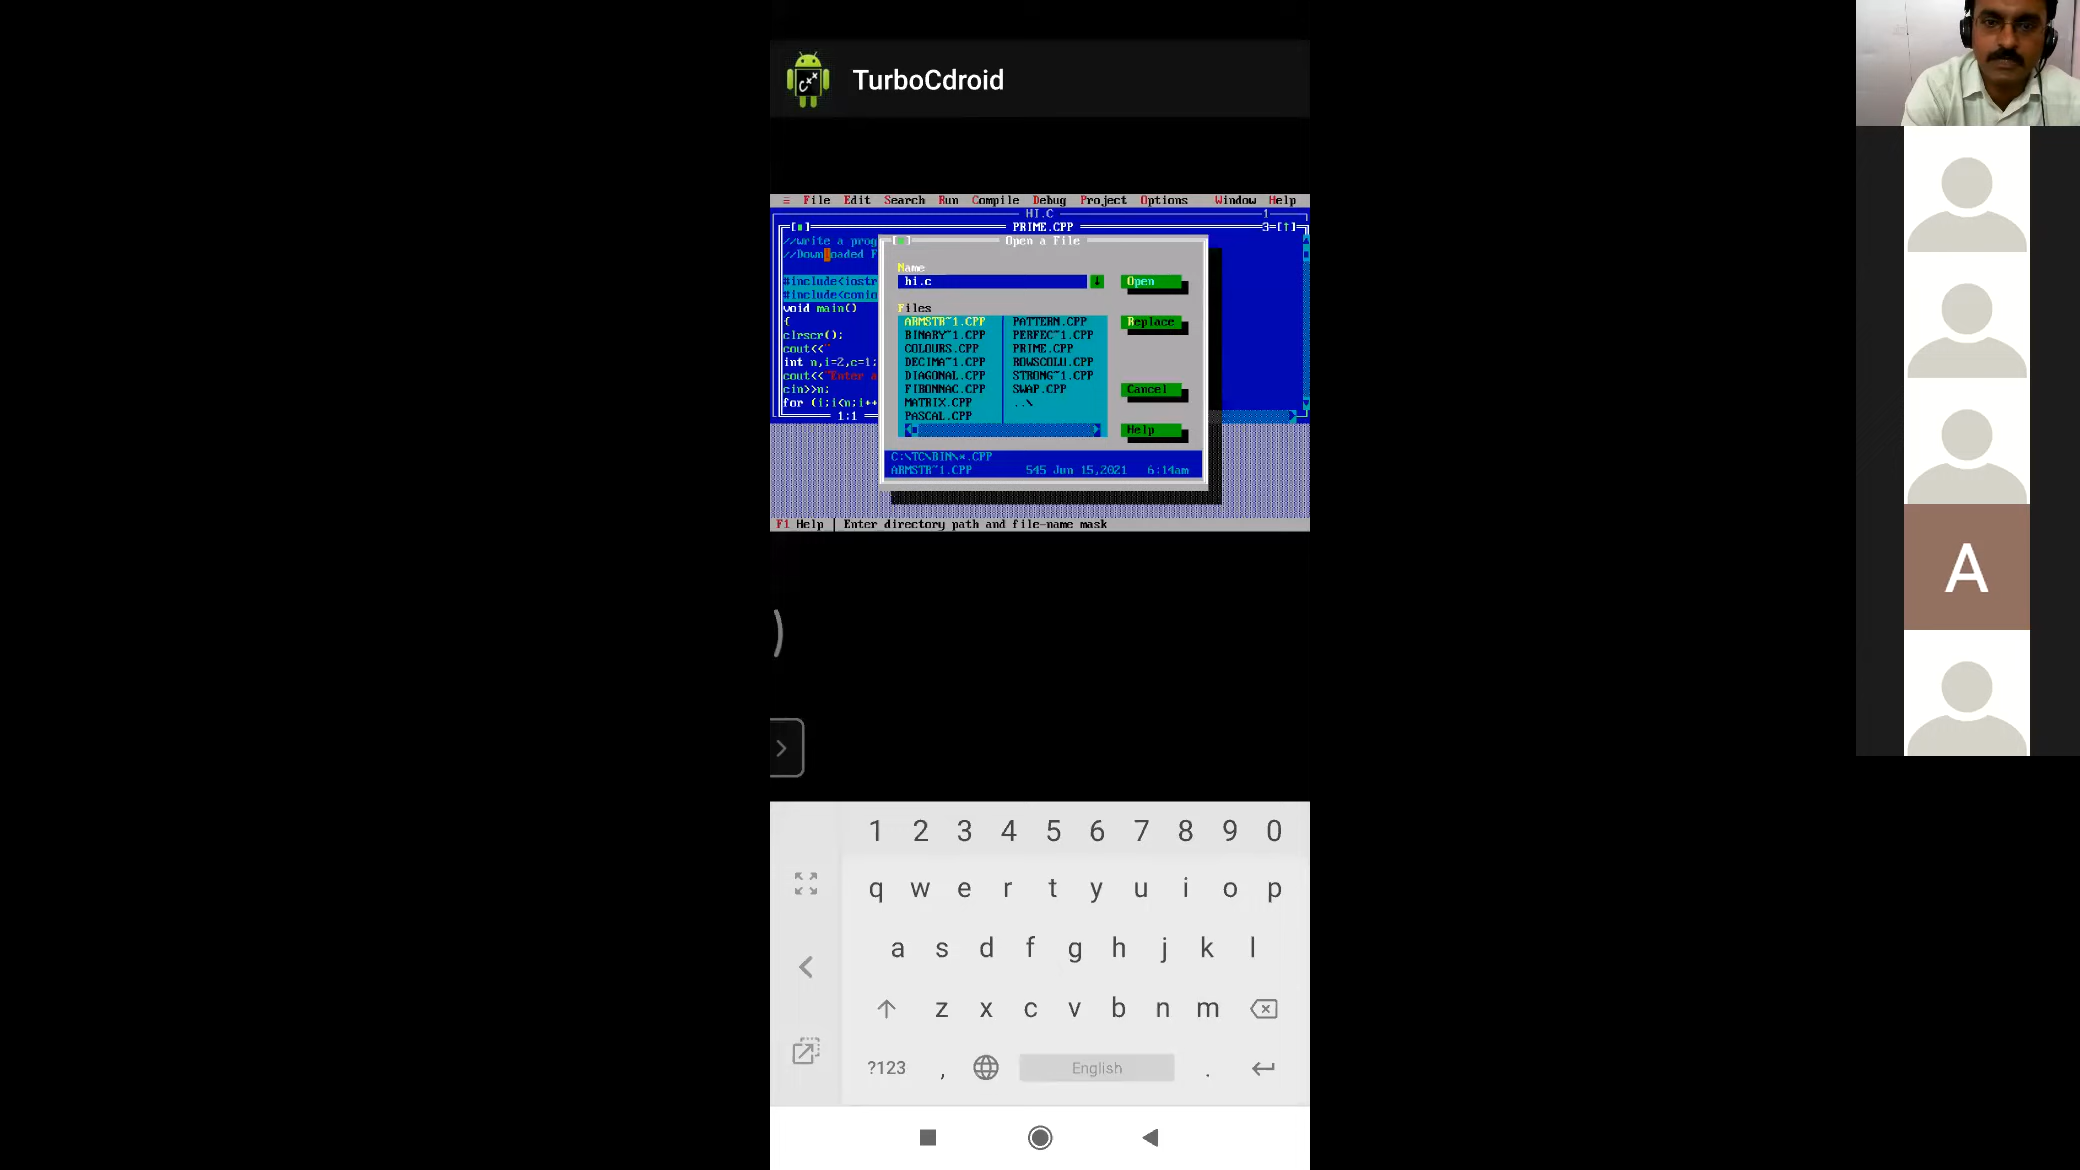 TurboCdroid
≡ File Edit Search Run Compile Debug Project Options Window Help
HI.C 1
[■] PRIME.CPP 3=[↑]
//Write a prog
//Downloaded F
#include<iostr
#include<conio
void main()
{
clrscr();
cout<<"
int n,i=2,c=1;
cout<<"Enter a
cin>>n;
for (i;i<n;i++
1:1
[■] Open a File
Name
hi.c
Open
Files
ARMSTR~1.CPP PATTERN.CPP
Replace
BINARY~1.CPP PERFEC~1.CPP
COLOURS.CPP PRIME.CPP
DECIMA~1.CPP ROWSCOLU.CPP
DIAGONAL.CPP STRONG~1.CPP
FIBONNAC.CPP SWAP.CPP
Cancel
MATRIX.CPP ..\
PASCAL.CPP
Help
C:\TC\BIN\*.CPP
ARMSTR~1.CPP 545 Jun 15,2021 6:14am
F1 Help | Enter directory path and file-name mask
1 2 3 4 5 6 7 8 9 0
q w e r t y u i o p
a s d f g h j k l
z x c v b n m
?123 , English .
A